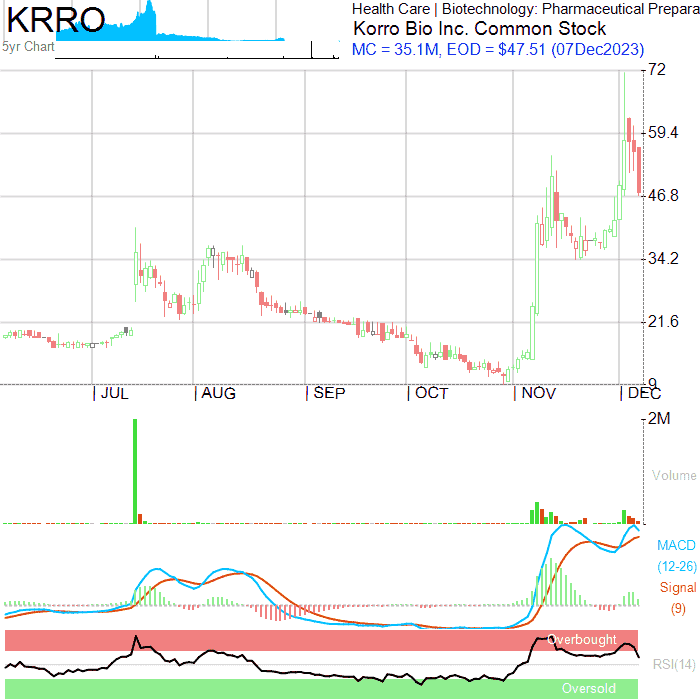 KRRO
5yr Chart
Health Care | Biotechnology: Pharmaceutical Prepara
Korro Bio Inc. Common Stock
MC = 35.1M, EOD = $47.51 (07Dec2023)
72
59.4
46.8
34.2
21.6
9
JUL AUG SEP OCT NOV DEC
2M
Volume
MACD
(12-26)
Signal
(9)
Overbought
RSI(14)
Oversold